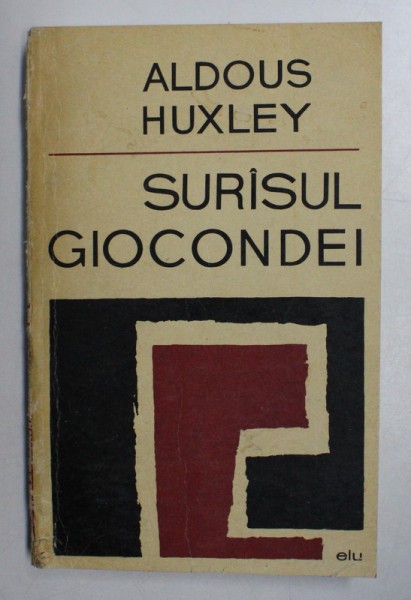 ALDOUS
HUXLEY
SURÎSUL
GIOCONDEI
elu